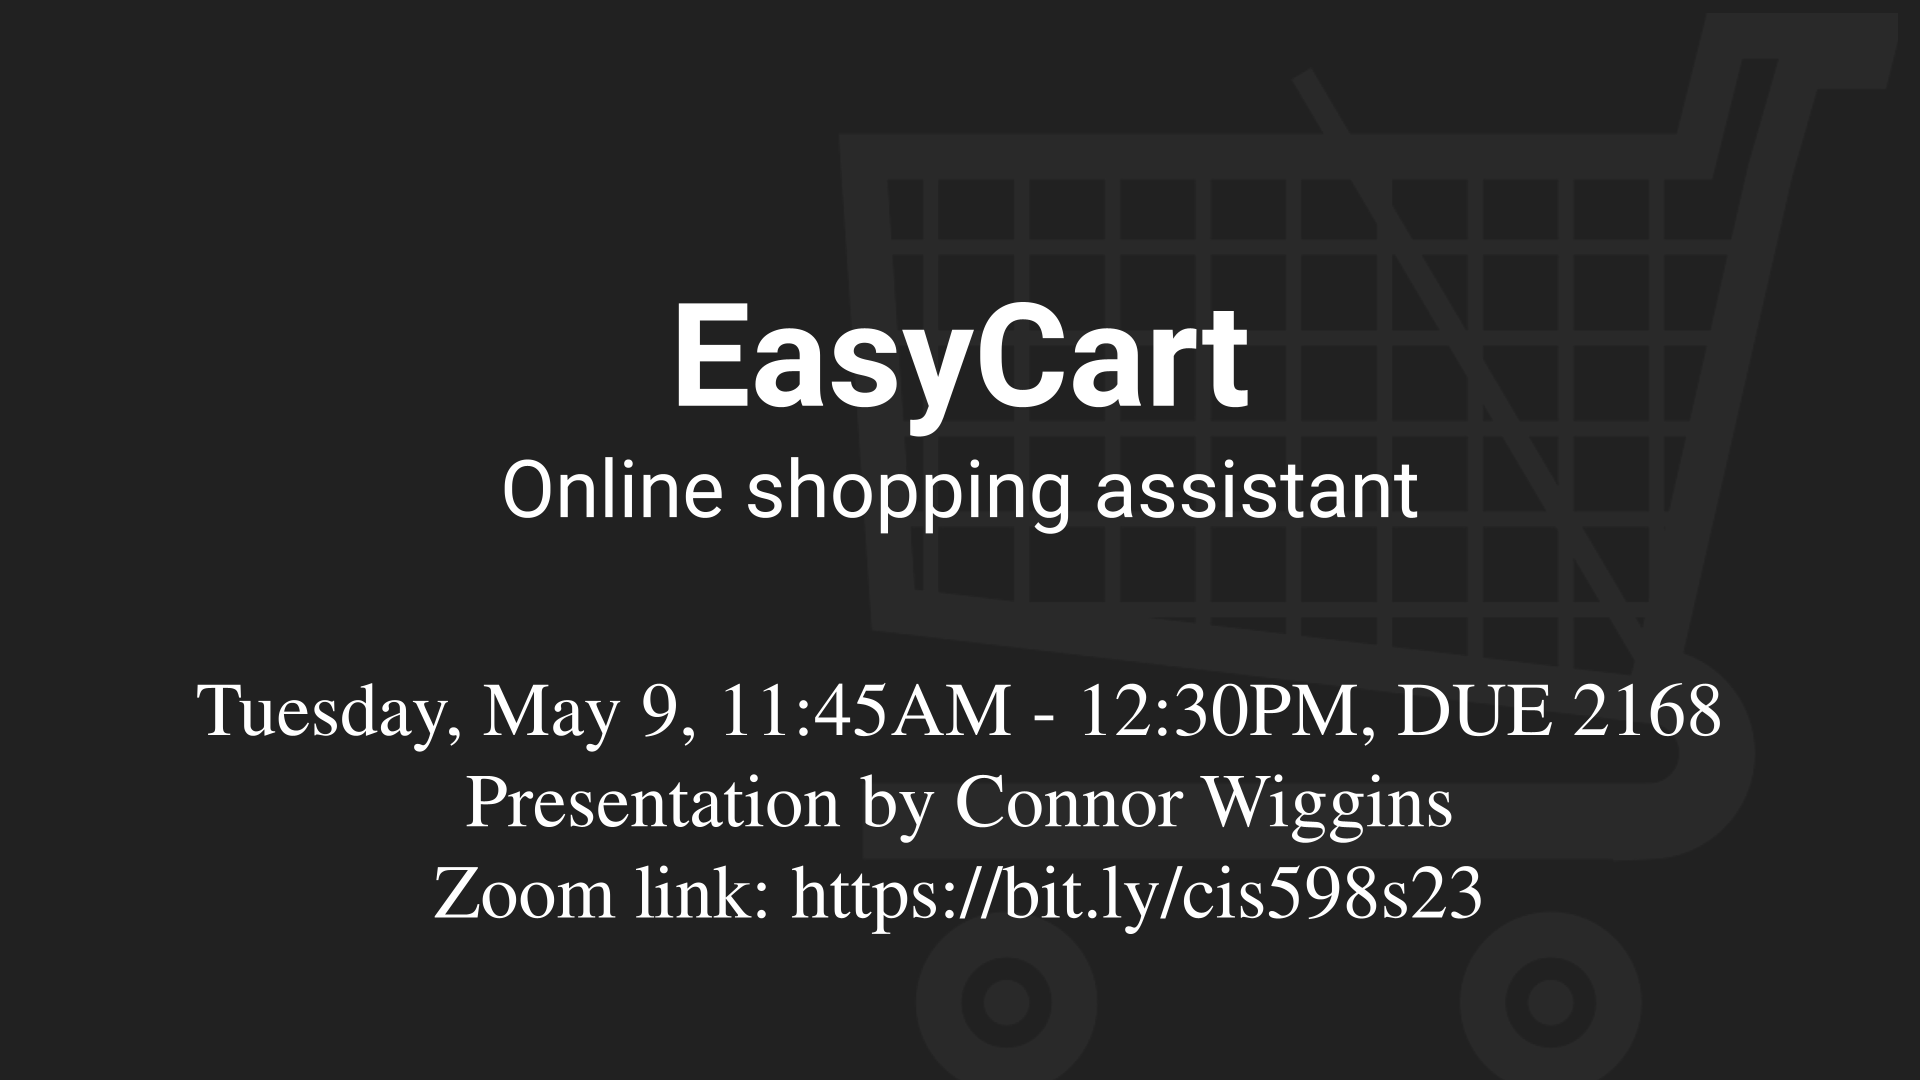 EasyCart
Online shopping assistant
Tuesday, May 9, 11:45AM - 12:30PM, DUE 2168
Presentation by Connor Wiggins
Zoom link: https://bit.ly/cis598s23